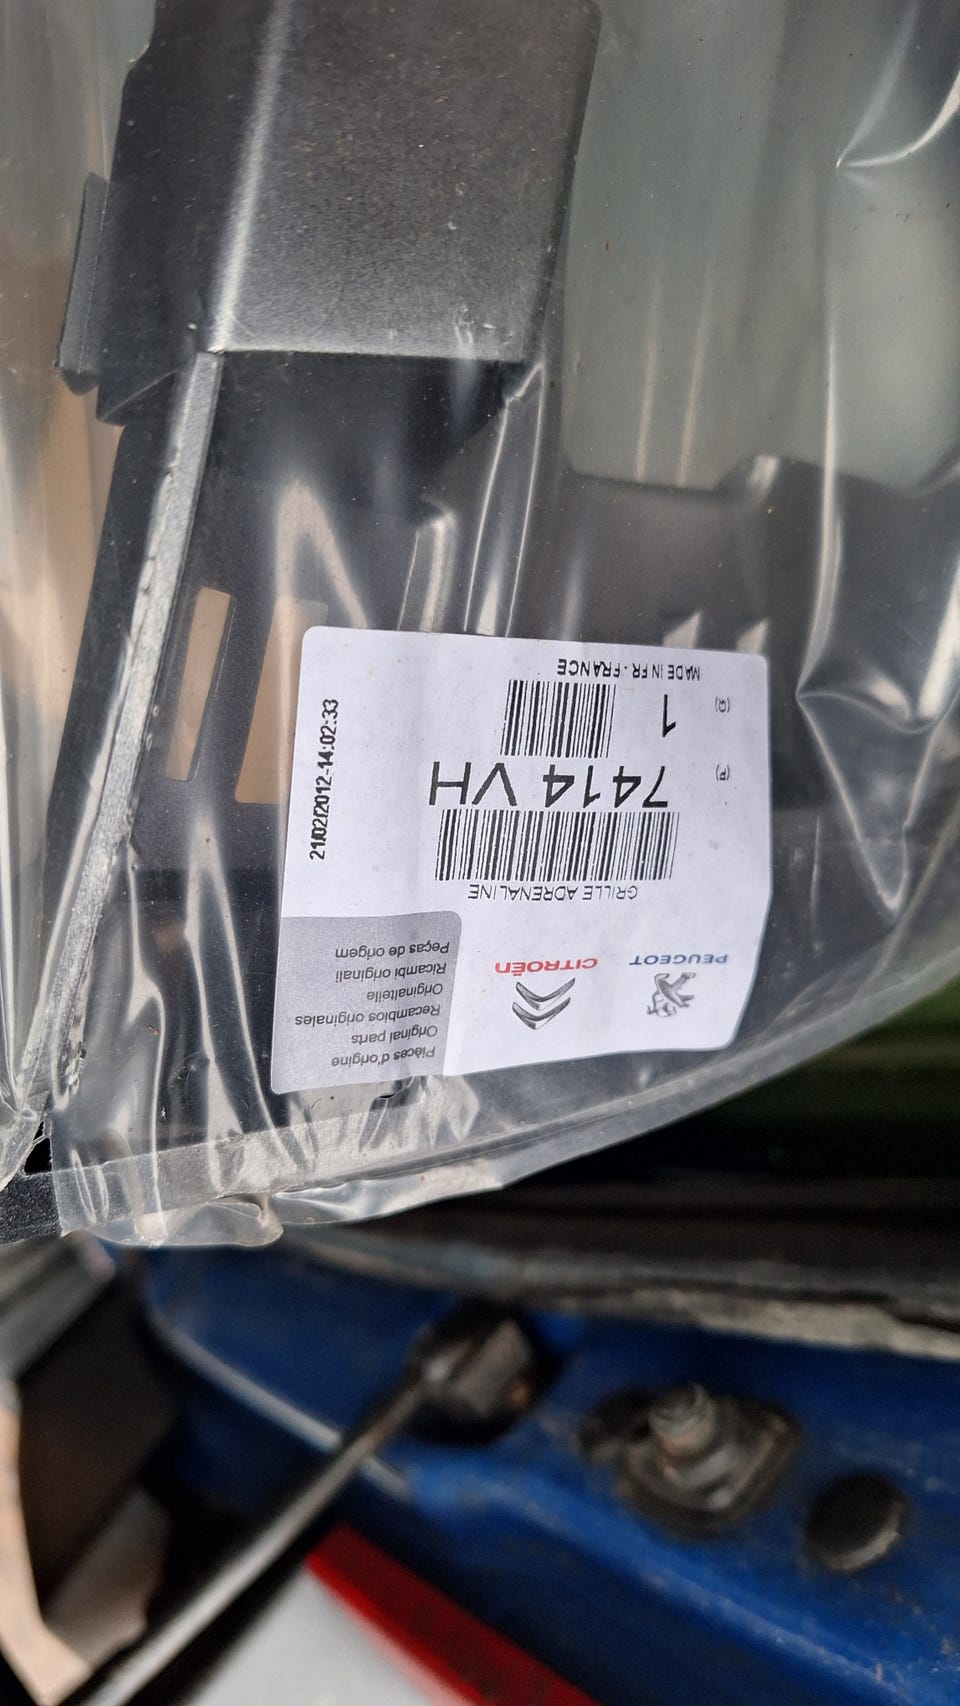 Pièces d'origine
Original parts
Recambios originales
Originalteile
Ricambi originali
Peças de origem
PEUGEOT
CITROËN
GRILLE ADRENALINE
(P)
7414 VH
(Q)
1
MADE IN FR - FRANCE
21/02/2012-14:02:33